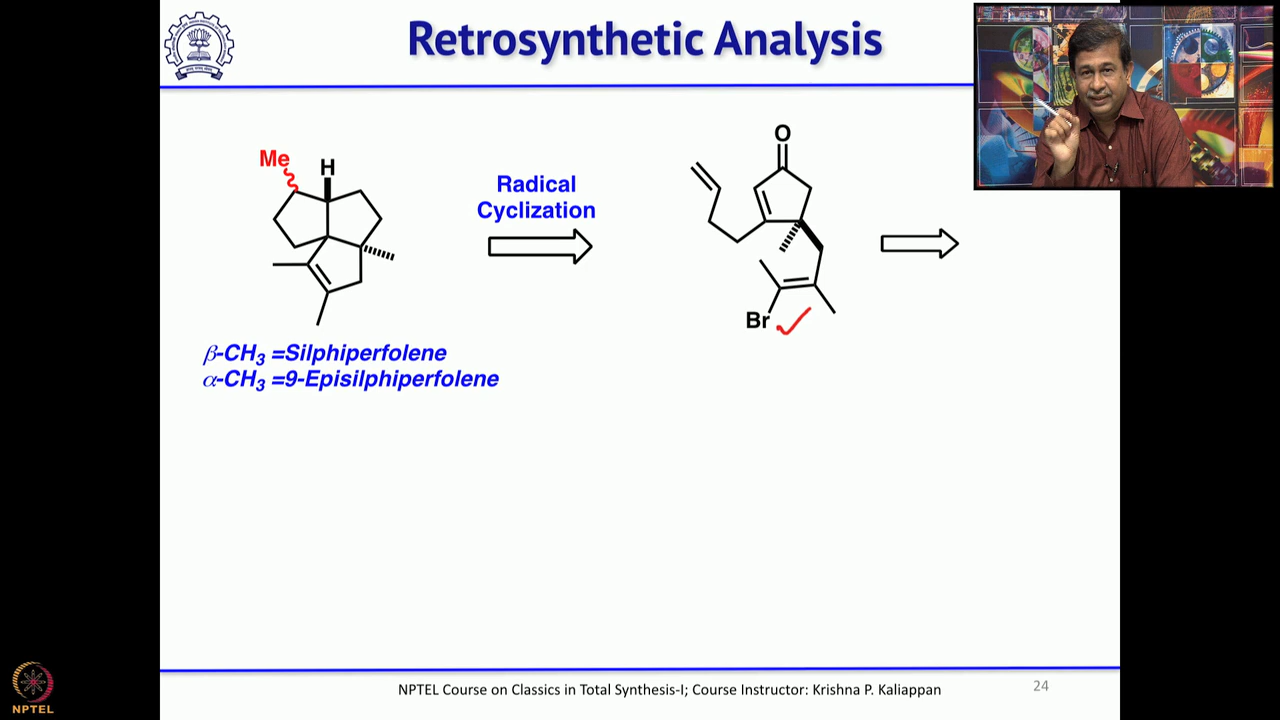 Retrosynthetic Analysis
Me
H
Radical
Cyclization
O
Br
β-CH3 =Silphiperfolene
α-CH3 =9-Episilphiperfolene
NPTEL Course on Classics in Total Synthesis-I; Course Instructor: Krishna P. Kaliappan
24
NPTEL